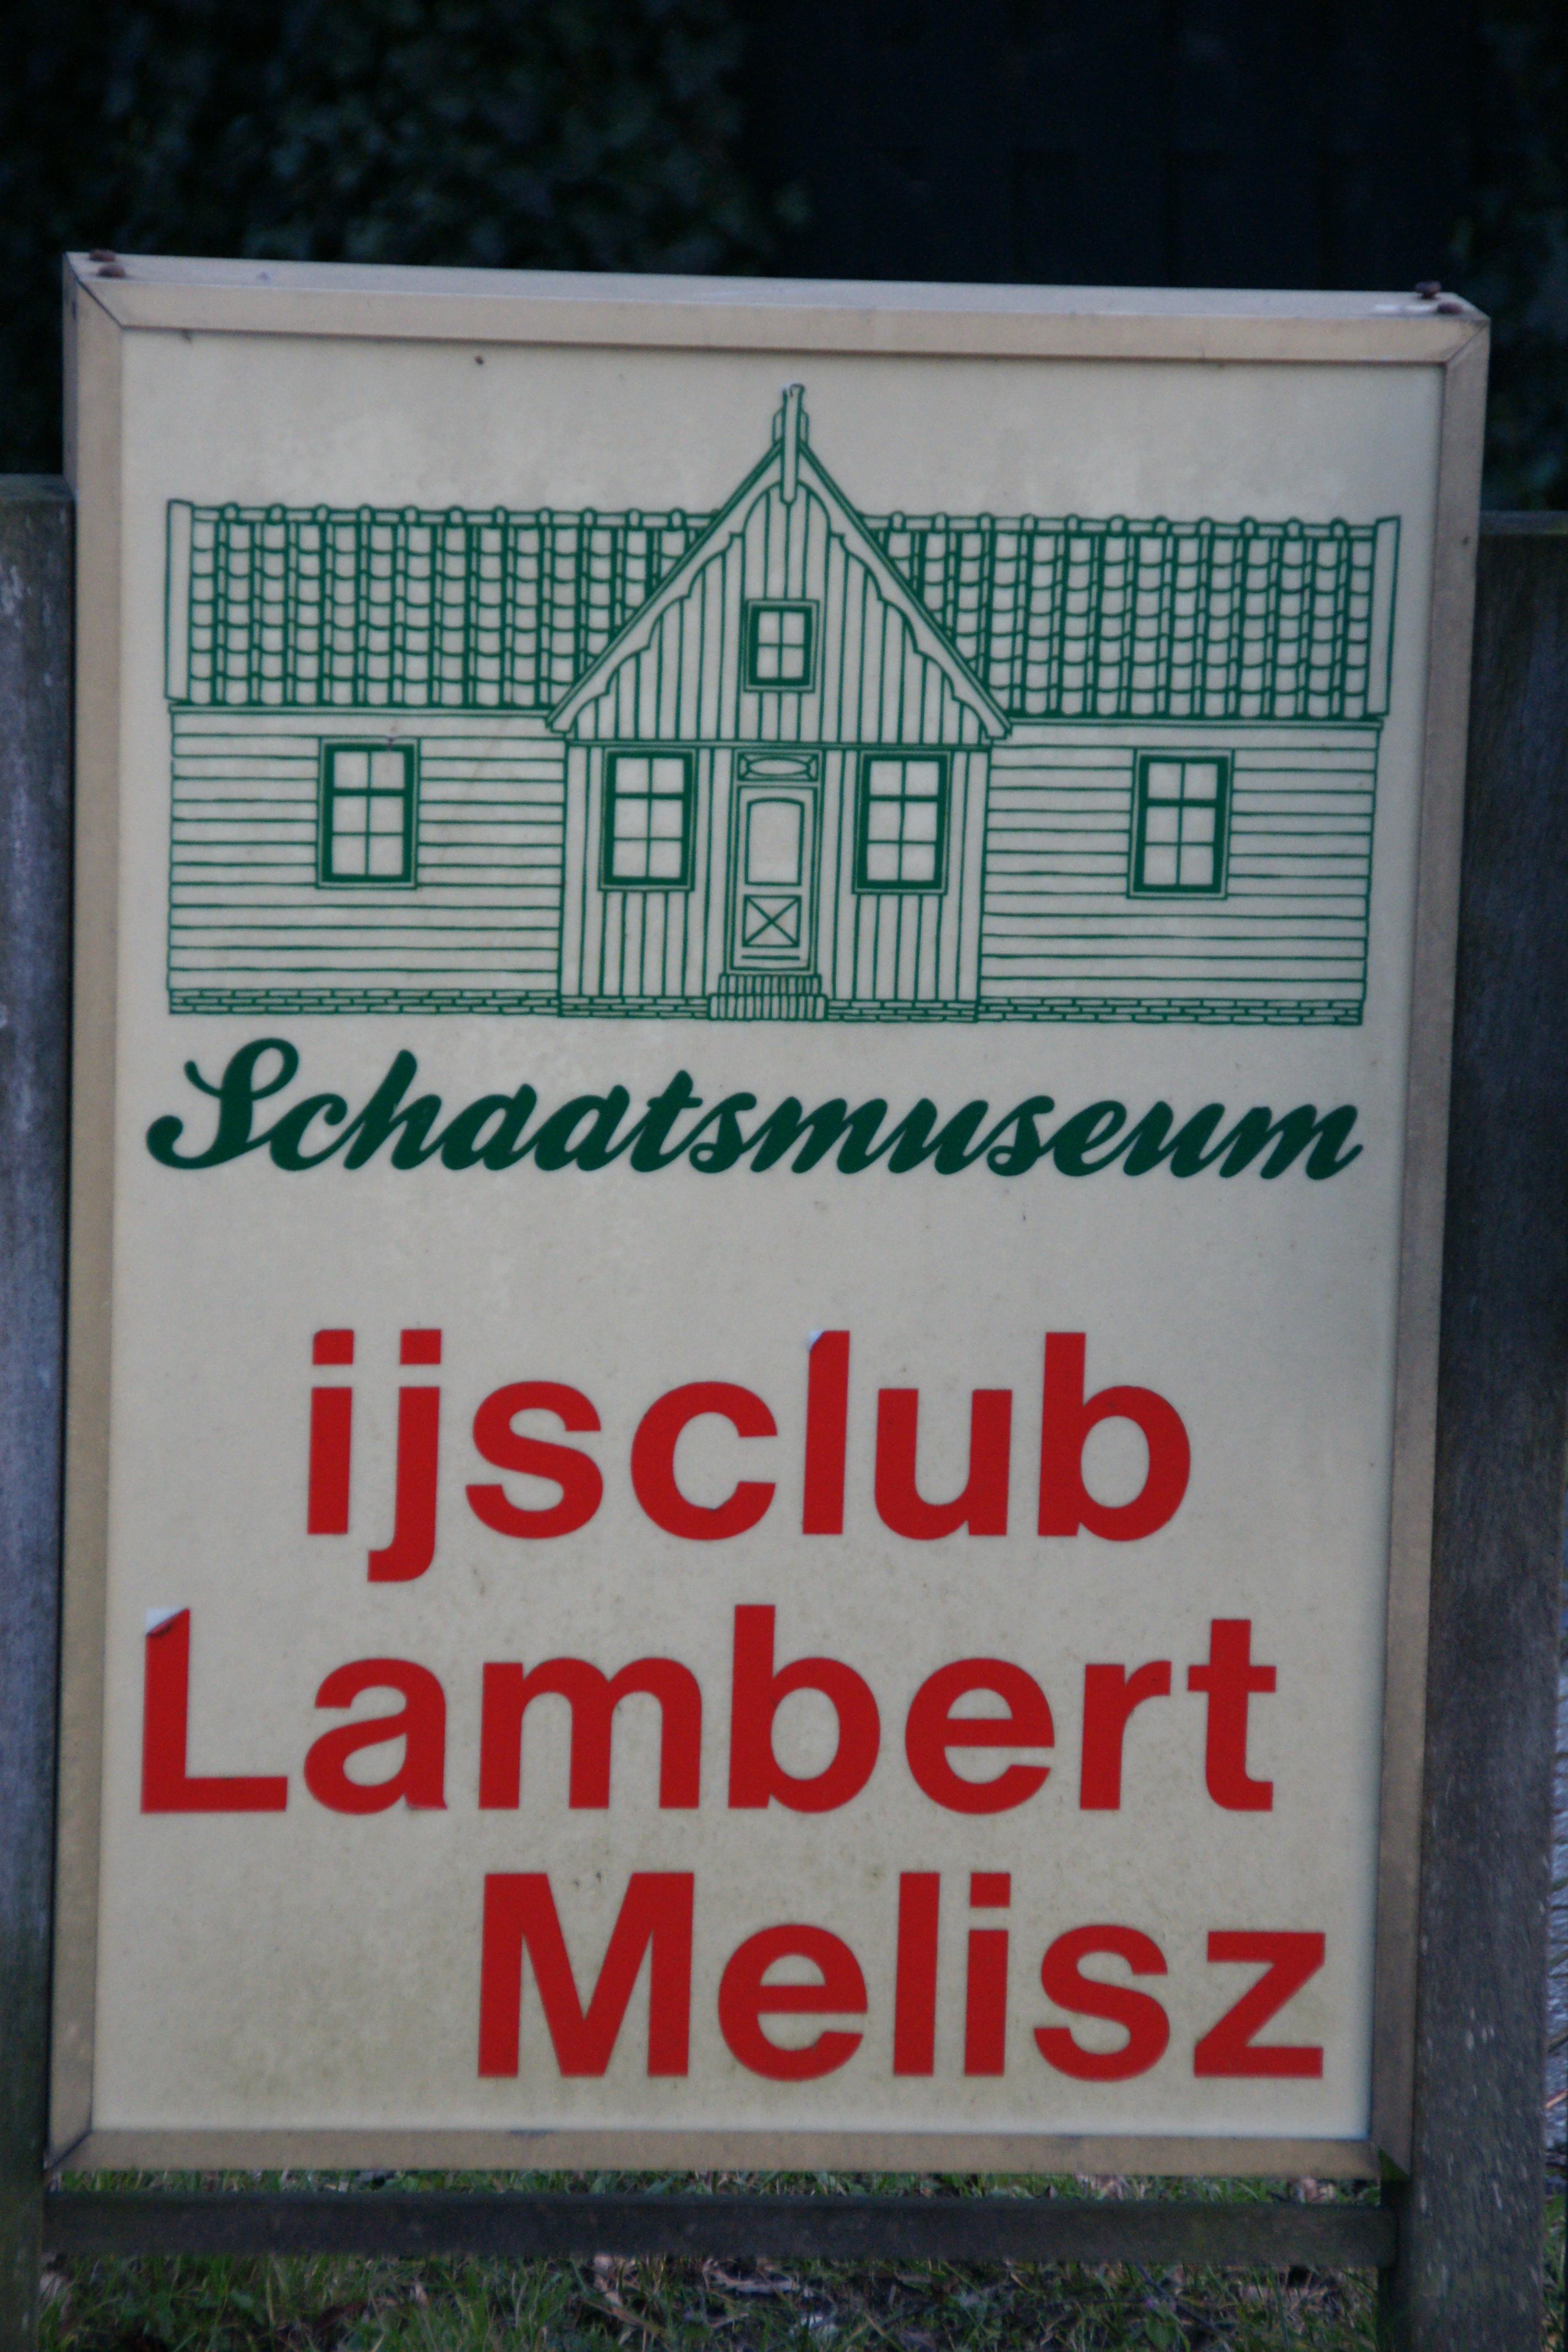 Schaatsmuseum
ijsclub
Lambert
Melisz